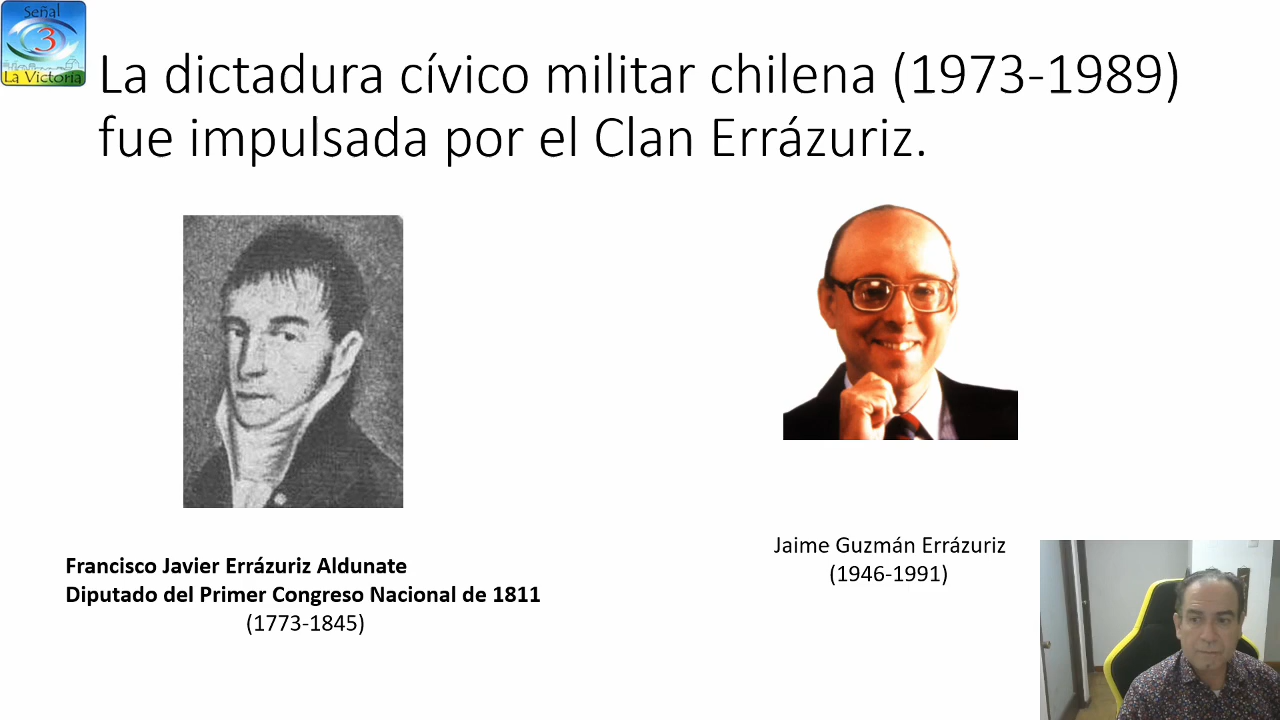 Señal
3
La Victoria
La dictadura cívico militar chilena (1973-1989)
fue impulsada por el Clan Errázuriz.
Francisco Javier Errázuriz Aldunate
Diputado del Primer Congreso Nacional de 1811
(1773-1845)
Jaime Guzmán Errázuriz
(1946-1991)